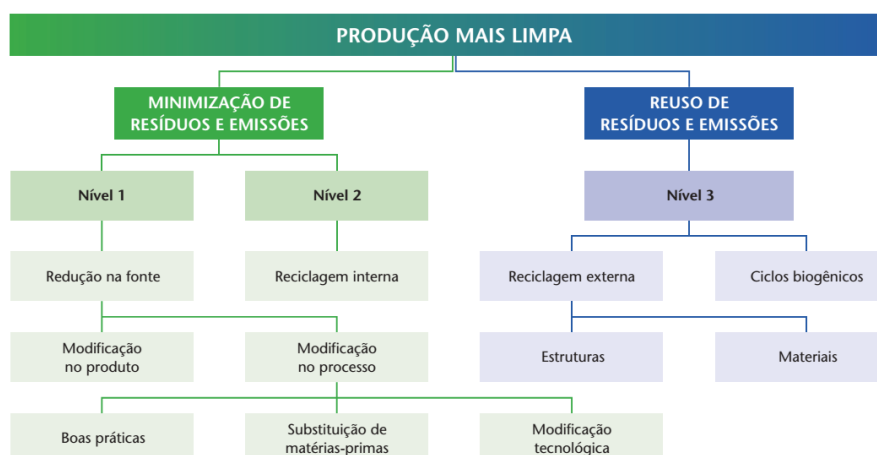 PRODUÇÃO MAIS LIMPA
MINIMIZAÇÃO DE
RESÍDUOS E EMISSÕES
REUSO DE
RESÍDUOS E EMISSÕES
Nível 1
Nível 2
Nível 3
Redução na fonte
Reciclagem interna
Reciclagem externa
Ciclos biogênicos
Modificação
no produto
Modificação
no processo
Estruturas
Materiais
Boas práticas
Substituição de
matérias-primas
Modificação
tecnológica